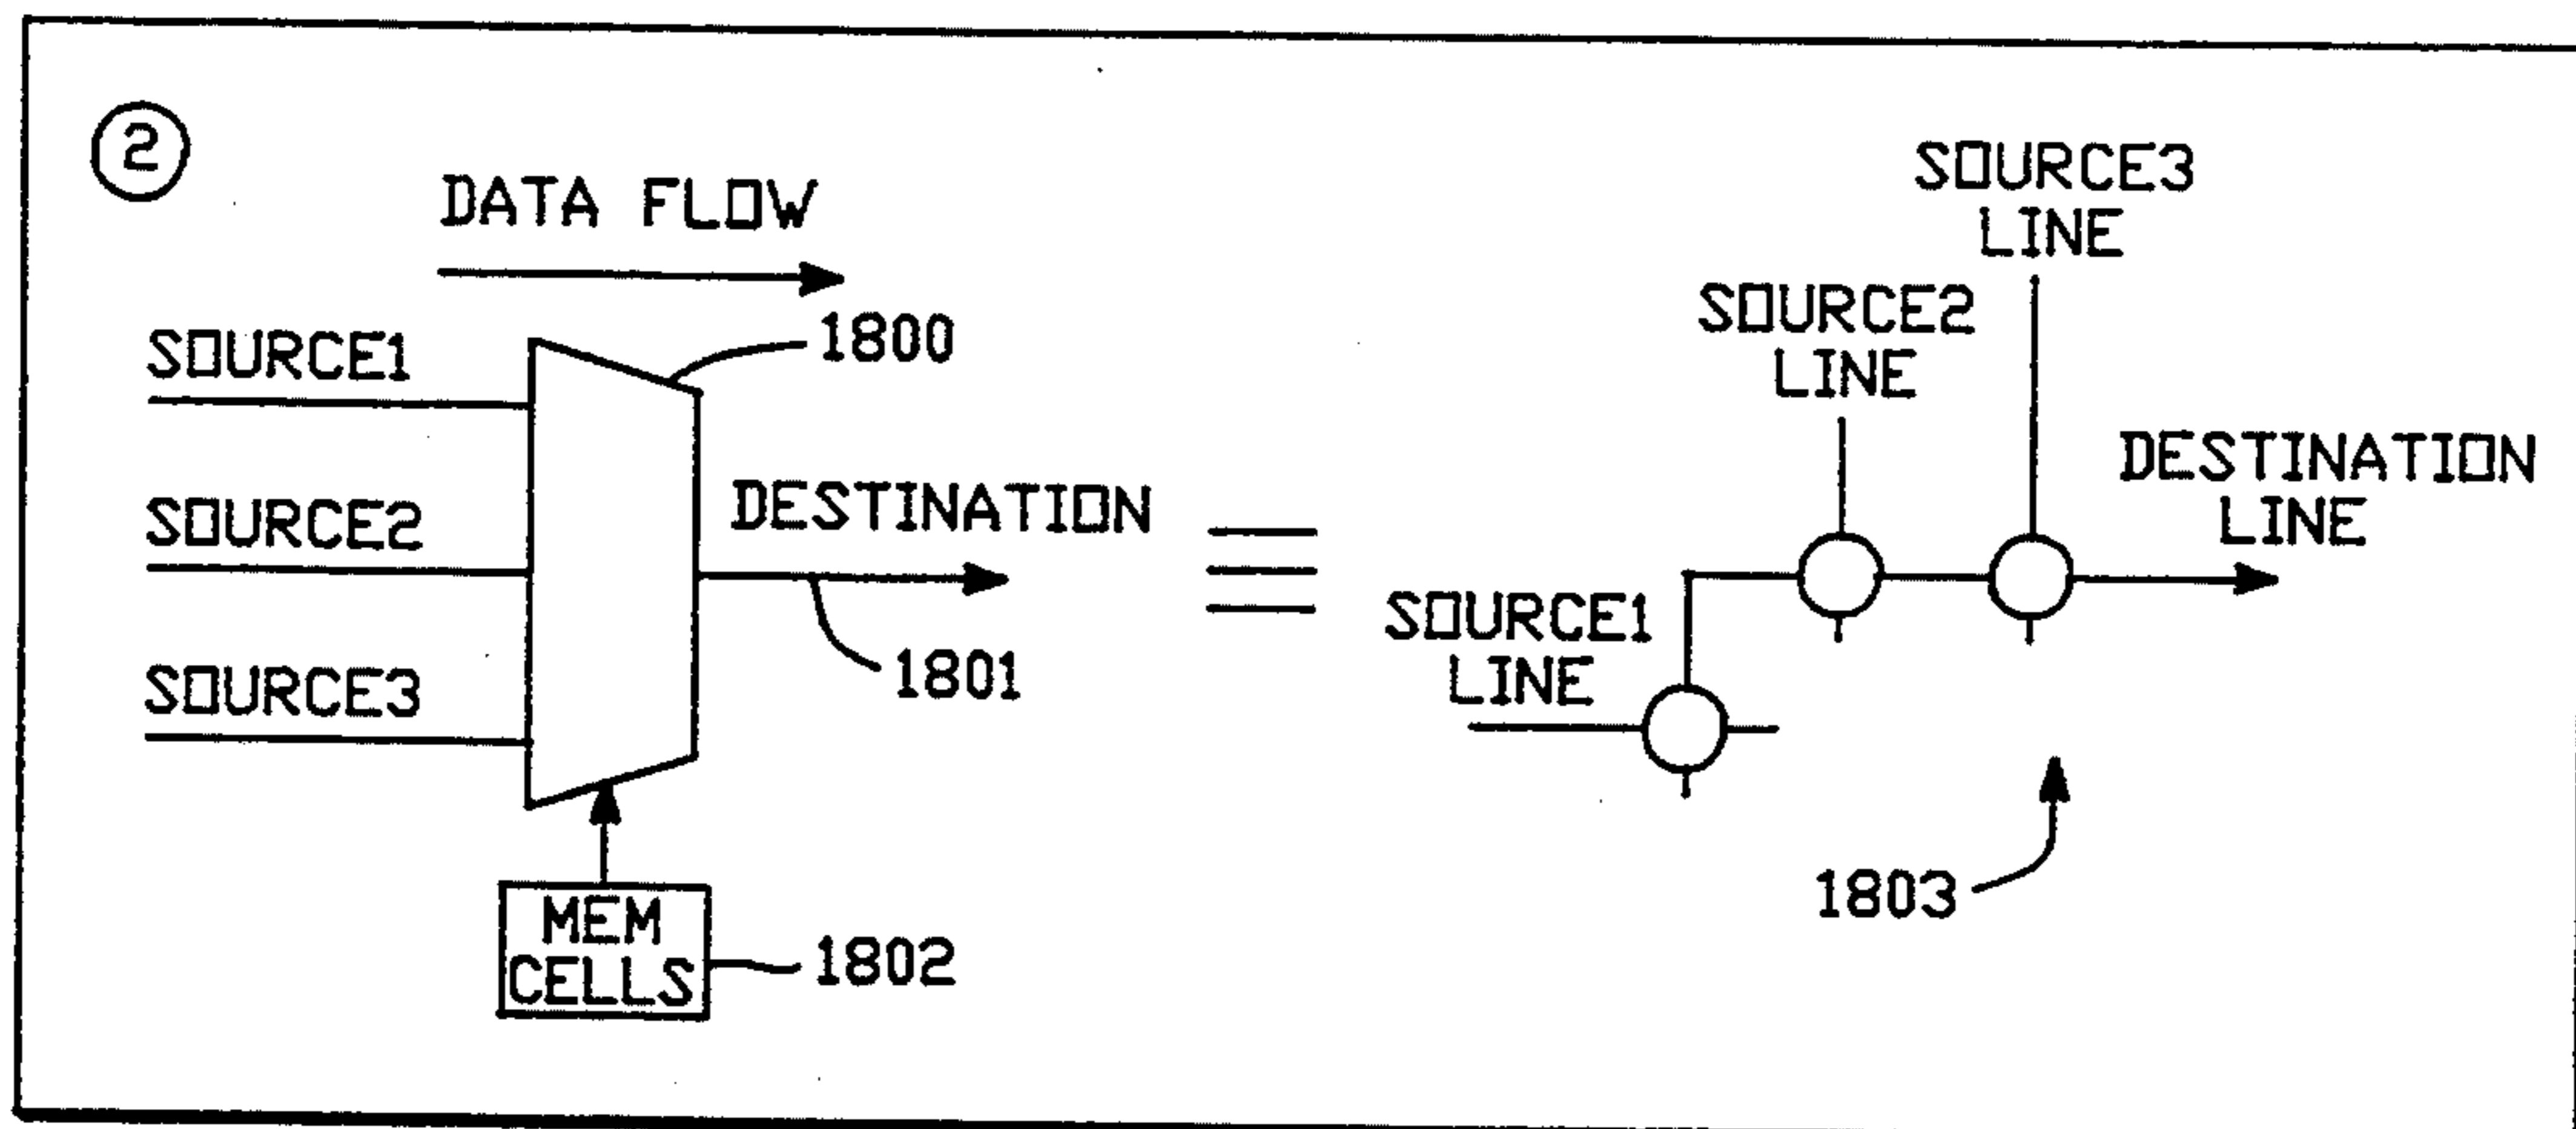 2
DATA FLOW
1800
SOURCE1
SOURCE2
SOURCE3
DESTINATION
1801
MEM
CELLS
1802
SOURCE3
LINE
SOURCE2
LINE
DESTINATION
LINE
SOURCE1
LINE
1803